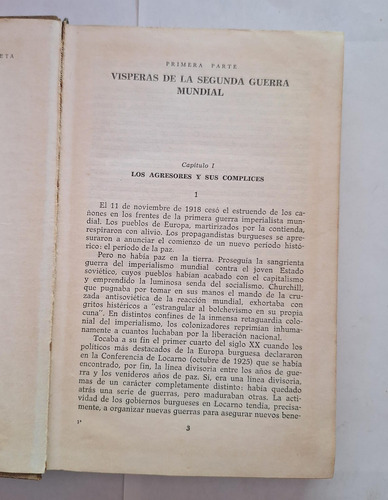 ETA
PRIMERA PARTE
VISPERAS DE LA SEGUNDA GUERRA
MUNDIAL
Capítulo I
LOS AGRESORES Y SUS COMPLICES
1
El 11 de noviembre de 1918 cesó el estruendo de los ca-
ñones en los frentes de la primera guerra imperialista mun-
dial. Los pueblos de Europa, martirizados por la contienda,
respiraron con alivio. Los propagandistas burgueses se apre-
suraron a anunciar el comienzo de un nuevo período histó-
rico: el período de la paz.
Pero no había paz en la tierra. Proseguía la sangrienta
guerra del imperialismo mundial contra el joven Estado
soviético, cuyos pueblos habían acabado con el capitalismo
y emprendido la luminosa senda del socialismo. Churchill,
que pugnaba por tomar en sus manos el mando de la cru-
zada antisoviética de la reacción mundial, exhortaba con
gritos histéricos a "estrangular al bolchevismo en su propia
cuna". En distintos confines de la inmensa retaguardia colo-
nial del imperialismo, los colonizadores reprimían inhuma-
namente a cuantos luchaban por la liberación nacional.
Tocaba a su fin el primer cuarto del siglo XX cuando los
políticos más destacados de la Europa burguesa declararon
en la Conferencia de Locarno (octubre de 1925) que se había
encontrado, por fin, la línea divisoria entre los años de gue-
rra y los venideros años de paz. Sí, era una línea divisoria,
mas de un carácter completamente distinto: había quedado
atrás una serie de guerras, pero maduraban otras. La acti-
vidad de los gobiernos burgueses en Locarno tendía, precisa-
mente, a organizar nuevas guerras para asegurar nuevos bene-
1*
3